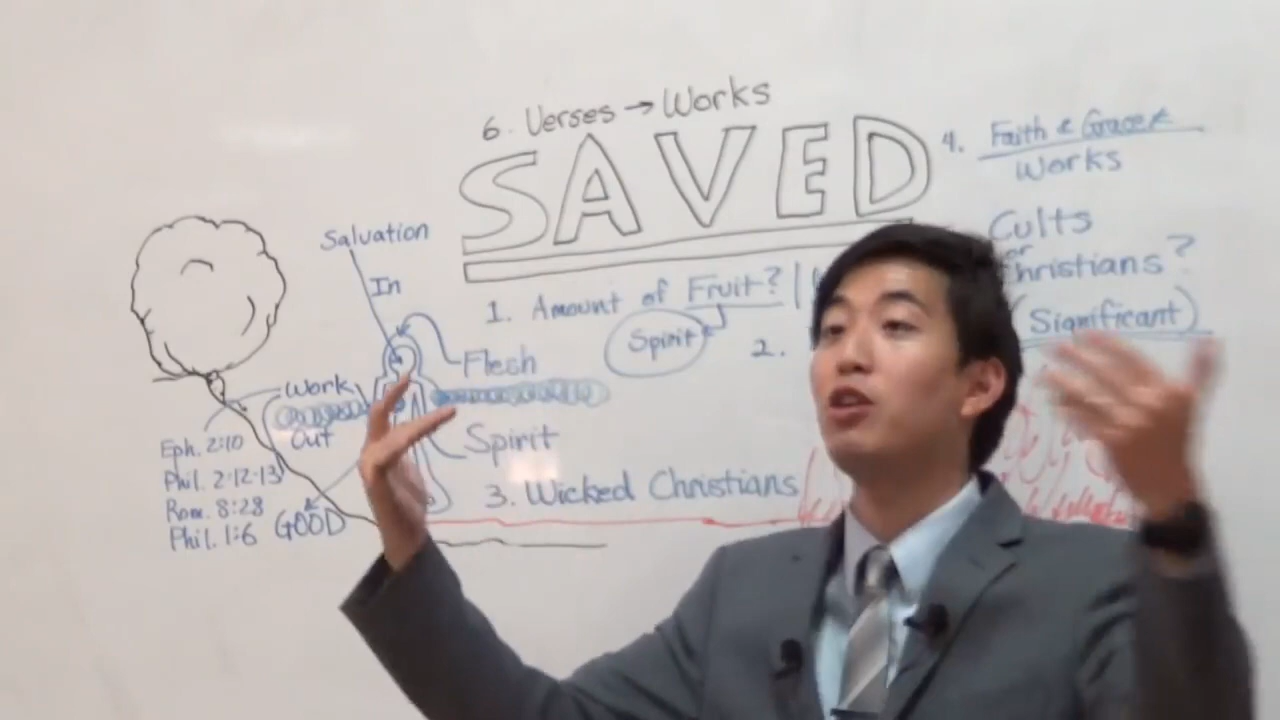 6. Verses → Works
SAVED
4. Faith & Grace
Works
Cults
or
Christians?
(Significant)
Salvation
In
1. Amount of Fruit? |
Spirit
2.
Flesh
Work
Out
Spirit
Eph. 2:10
Phil. 2:12-13
Rom. 8:28
Phil. 1:6
GOOD
3. Wicked Christians